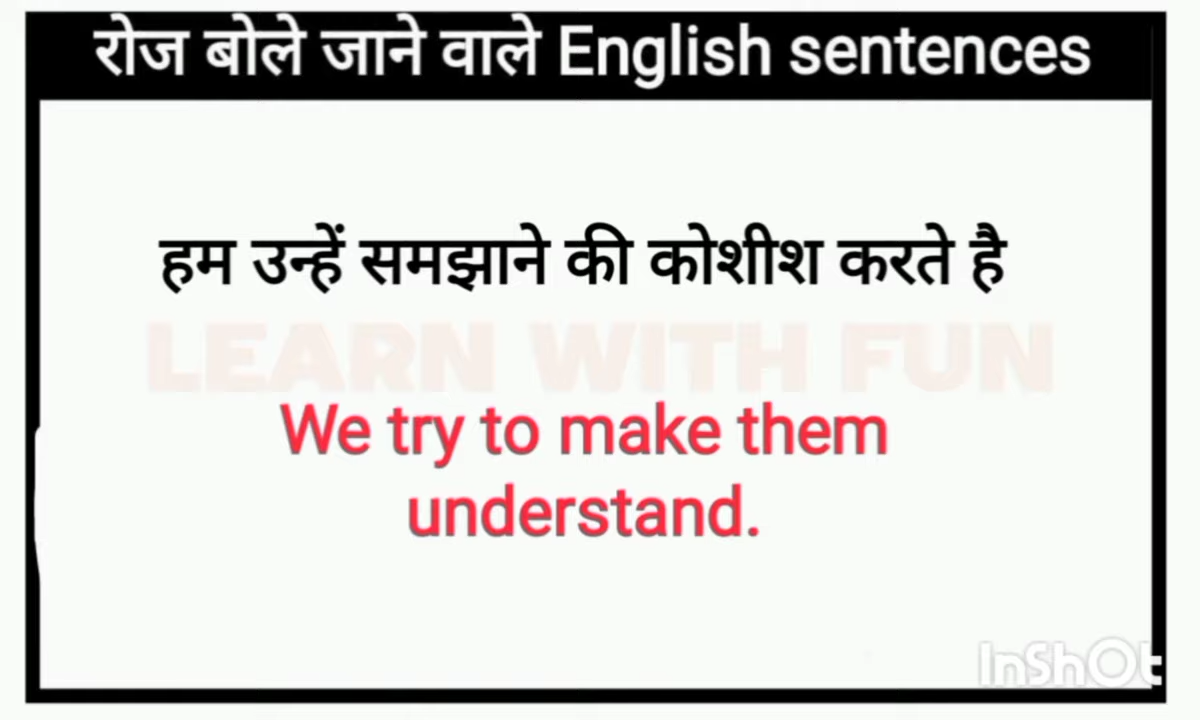 रोज बोले जाने वाले English sentences
हम उन्हें समझाने की कोशीश करते है
LEARN WITH FUN
We try to make them
understand.
InShOt